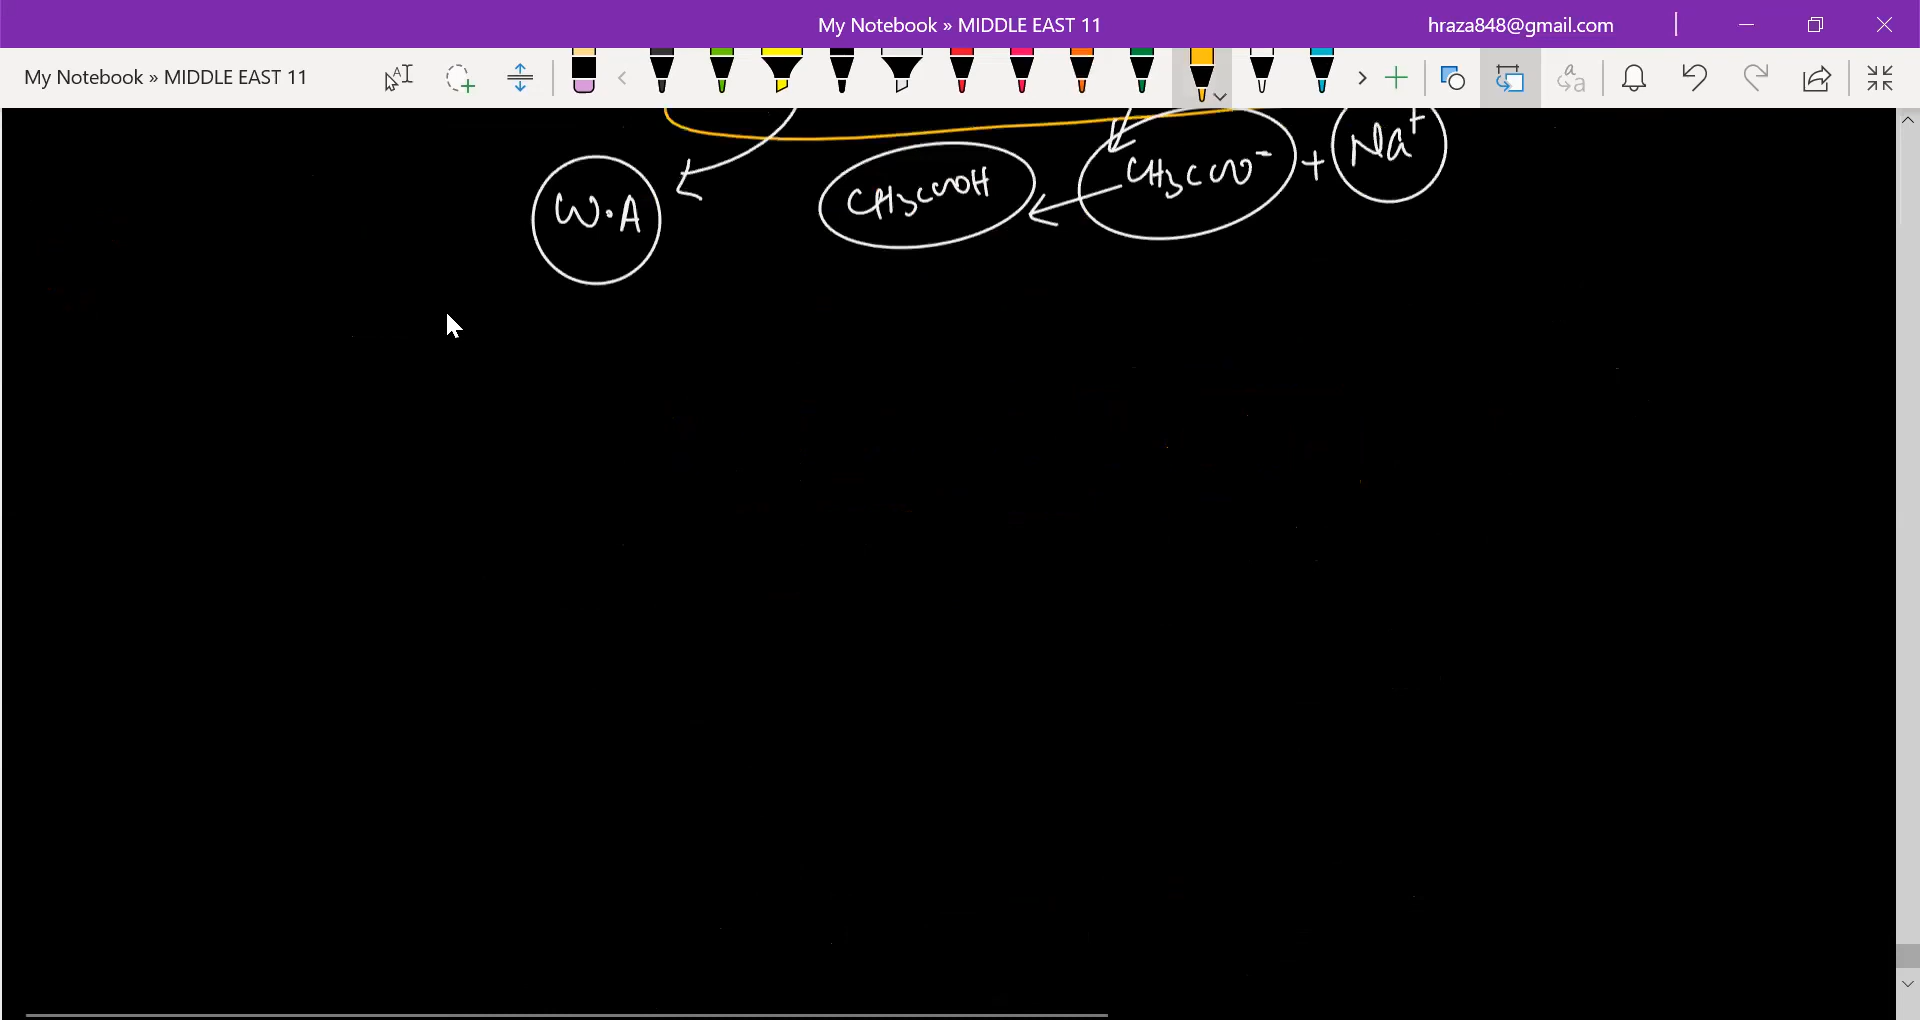 My Notebook » MIDDLE EAST 11
hraza848@gmail.com
My Notebook » MIDDLE EAST 11
W.A
CH3COOH
CH3COO- + Na+